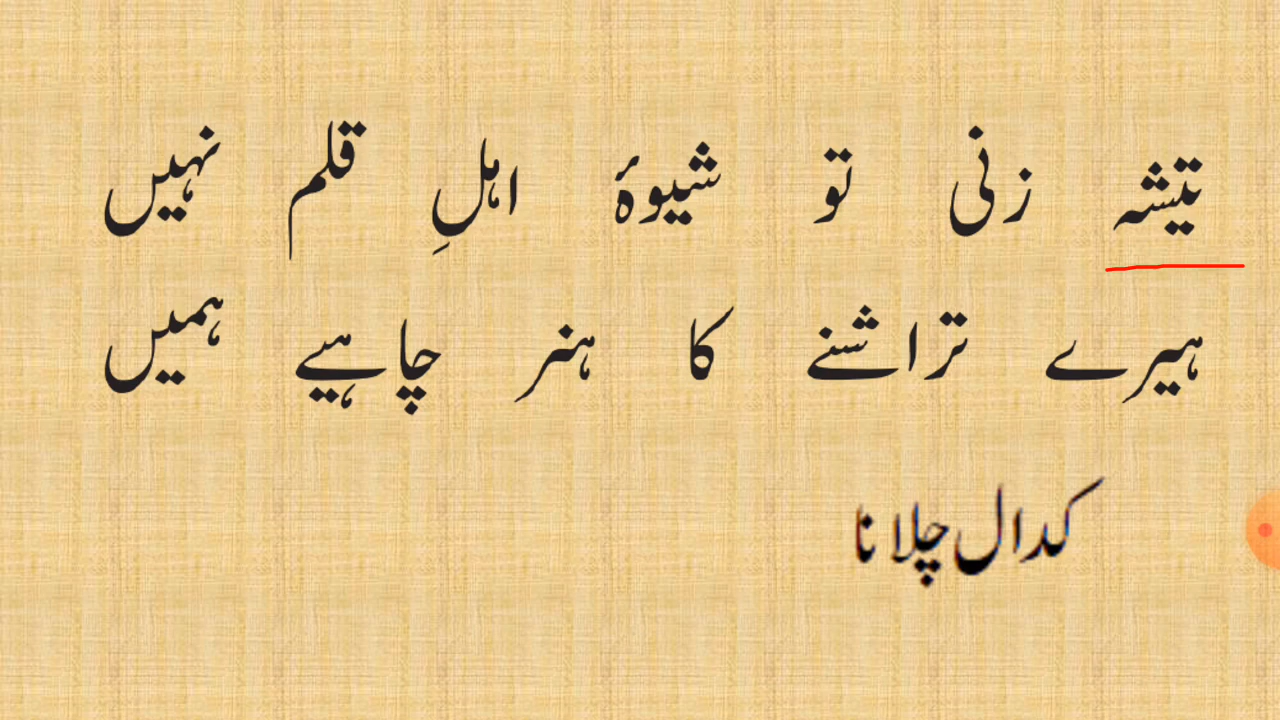 تیشہ زنی تو شیوۂ اہلِ قلم نہیں
ہیرے تراشنے کا ہنر چاہیے ہمیں
کدال چلانا